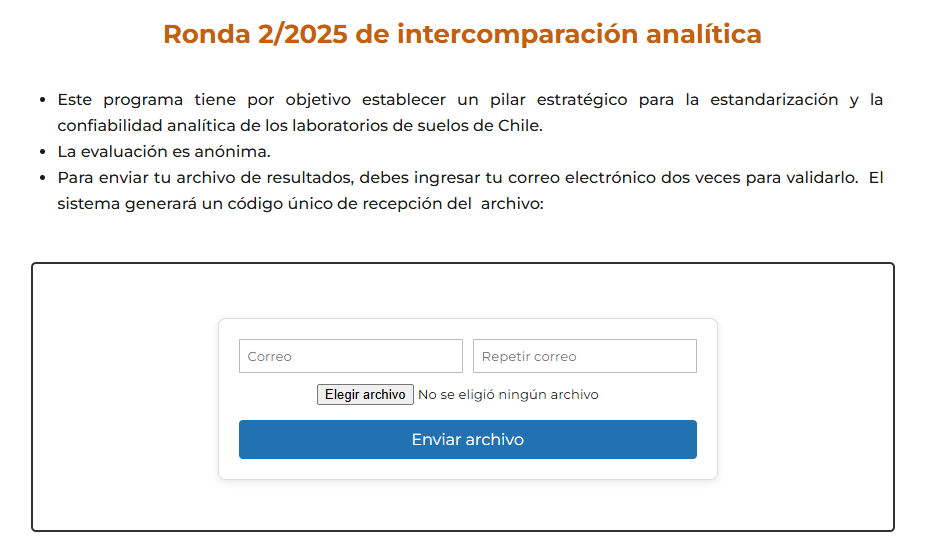 Ronda 2/2025 de intercomparación analítica
• Este programa tiene por objetivo establecer un pilar estratégico para la estandarización y la
confiabilidad analítica de los laboratorios de suelos de Chile.
• La evaluación es anónima.
• Para enviar tu archivo de resultados, debes ingresar tu correo electrónico dos veces para validarlo.  El
sistema generará un código único de recepción del  archivo:
Correo
Repetir correo
Elegir archivo No se eligió ningún archivo
Enviar archivo